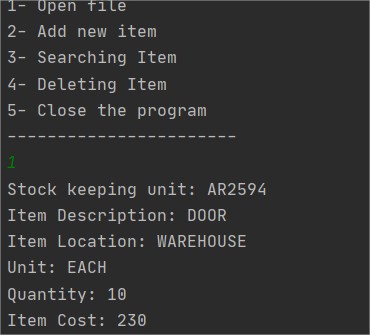 1- Open file
2- Add new item
3- Searching Item
4- Deleting Item
5- Close the program
-----------------------
1
Stock keeping unit: AR2594
Item Description: DOOR
Item Location: WAREHOUSE
Unit: EACH
Quantity: 10
Item Cost: 230